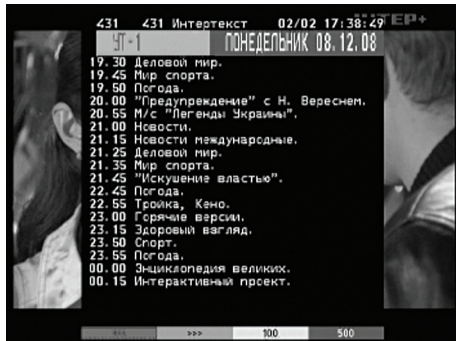 431 431 Интертекст 02/02 17:38:49
ИНТЕР+
УТ-1 ПОНЕДЕЛЬНИК 08.12.08
19.30 Деловой мир.
19.45 Мир спорта.
19.50 Погода.
20.00 "Предупреждение" с Н. Вереснем.
20.55 М/с "Легенды Украины".
21.00 Новости.
21.15 Новости международные.
21.25 Деловой мир.
21.35 Мир спорта.
21.45 "Искушение властью".
22.45 Погода.
22.55 Тройка, Кено.
23.00 Горячие версии.
23.15 Здоровый взгляд.
23.50 Спорт.
23.55 Погода.
00.00 Энциклопедия великих.
00.15 Интерактивный проект.
<<< >>> 100 500